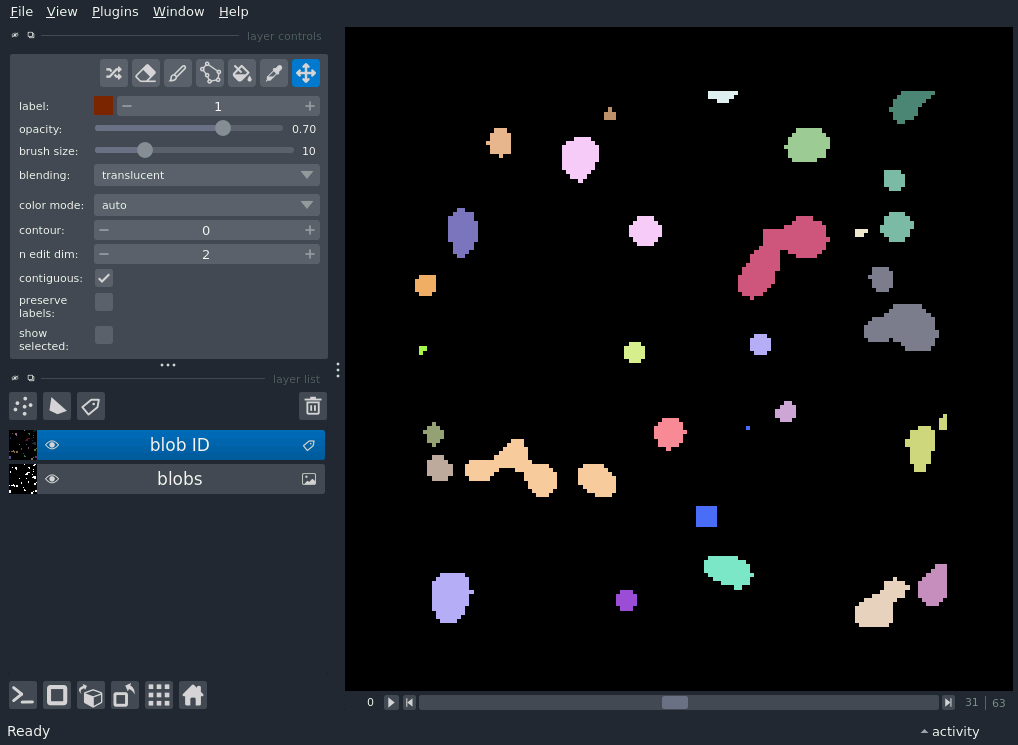 File View Plugins Window Help
layer controls
label: 1
opacity: 0.70
brush size: 10
blending: translucent
color mode: auto
contour: 0
n edit dim: 2
contiguous:
preserve
labels:
show
selected:
layer list
blob ID
blobs
0 31 | 63
Ready activity